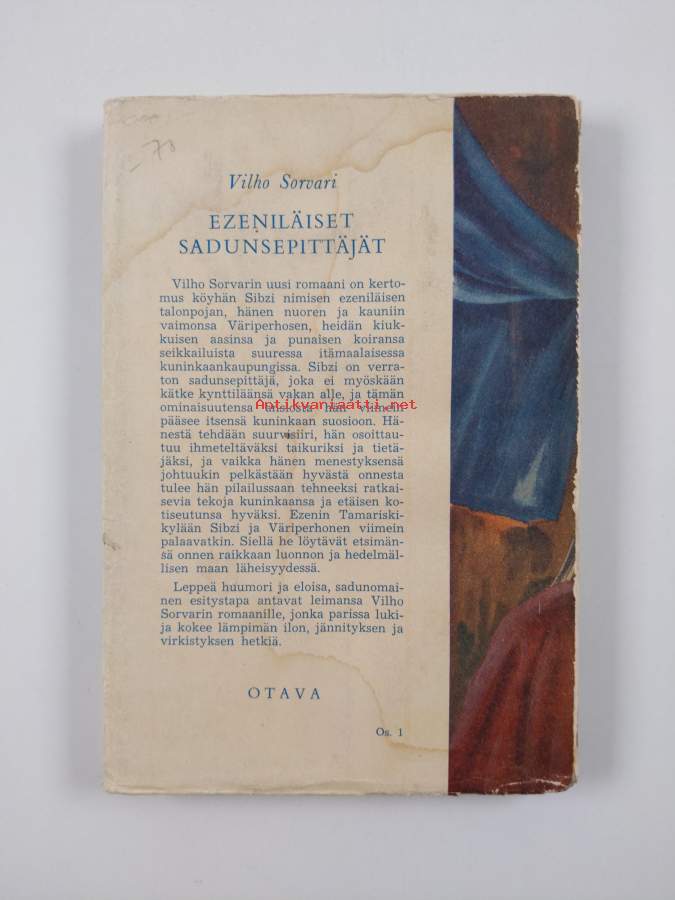 78
Vilho Sorvari
EZENILÄISET
SADUNSEPITTÄJÄT
Vilho Sorvarin uusi romaani on kerto-
mus köyhän Sibzi nimisen ezeniläisen
talonpojan, hänen nuoren ja kauniin
vaimonsa Väriperhosen, heidän kiuk-
kuisen aasinsa ja punaisen koiransa
seikkailuista suuressa itämaalaisessa
kuninkaankaupungissa. Sibzi on verra-
ton sadunsepittäjä, joka ei myöskään
kätke kynttiläänsä vakan alle, ja tämän
ominaisuutensa ansiosta hän viimein
Antikvariaatti.net
pääsee itsensä kuninkaan suosioon. Hä-
nestä tehdään suurvisiiri, hän osoittau-
tuu ihmeteltäväksi taikuriksi ja tietä-
jäksi, ja vaikka hänen menestyksensä
johtuukin pelkästään hyvästä onnesta
tulee hän pilailussaan tehneeksi ratkai-
sevia tekoja kuninkaansa ja etäisen ko-
tiseutunsa hyväksi. Ezenin Tamariski-
kylään Sibzi ja Väriperhonen viimein
palaavatkin. Siellä he löytävät etsimän-
sä onnen raikkaan luonnon ja hedelmäl-
lisen maan läheisyydessä.
Leppeä huumori ja eloisa, sadunomai-
nen esitystapa antavat leimansa Vilho
Sorvarin romaanille, jonka parissa luki-
ja kokee lämpimän ilon, jännityksen ja
virkistyksen hetkiä.
OTAVA
Os. 1